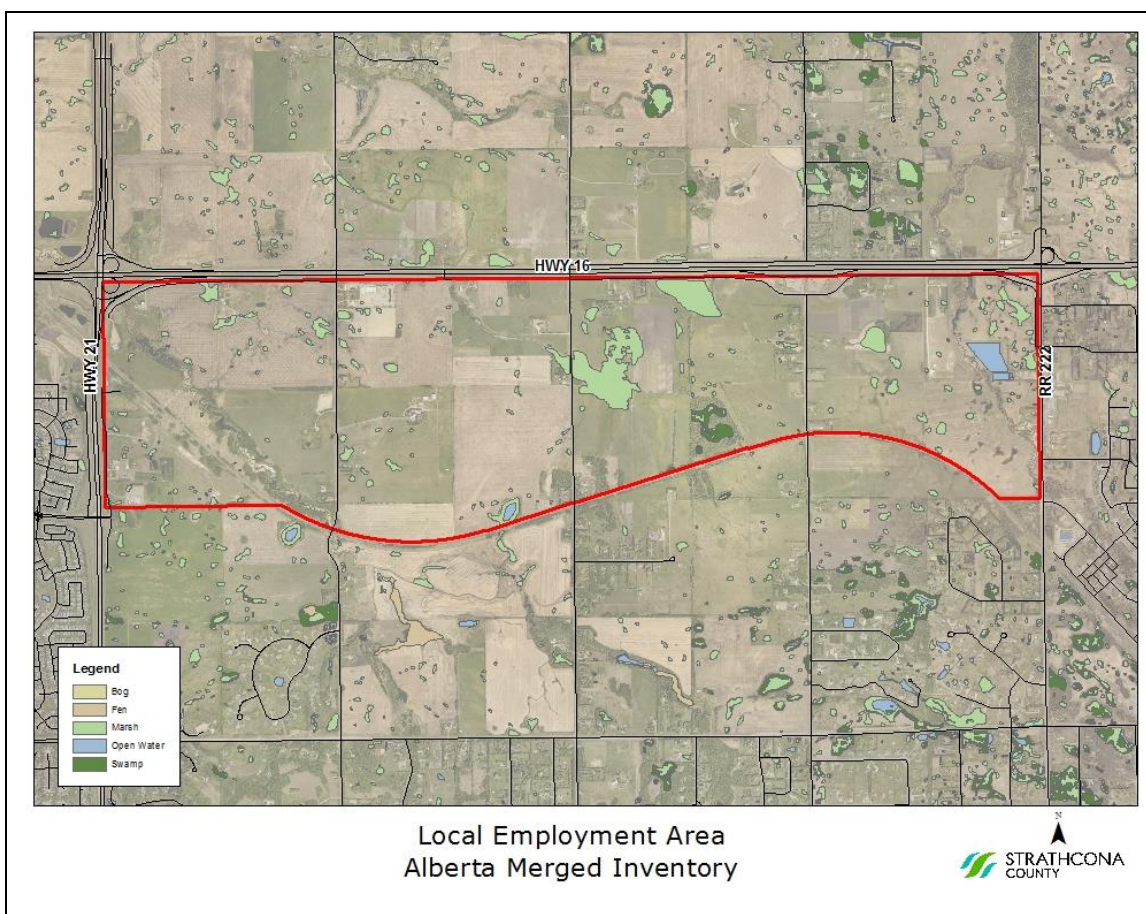 HWY 16
HWY 21
RR 222
Legend
Bog
Fen
Marsh
Open Water
Swamp
Local Employment Area
Alberta Merged Inventory
N
STRATHCONA
COUNTY